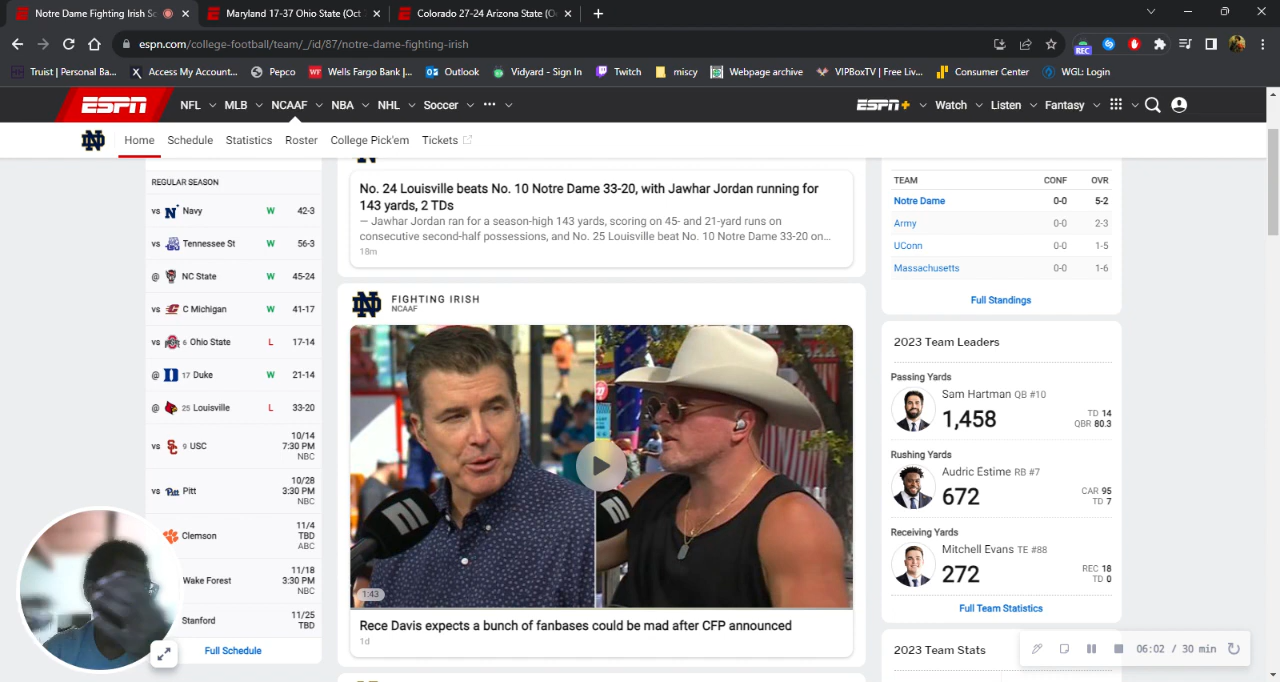 Notre Dame Fighting Irish Sc
Maryland 17-37 Ohio State (Oct
Colorado 27-24 Arizona State (O
espn.com/college-football/team/_/id/87/notre-dame-fighting-irish
REC
Truist | Personal Ba...
Access My Account...
Pepco
WF Wells Fargo Bank |...
Outlook
Vidyard - Sign In
Twitch
miscy
Webpage archive
VIPBoxTV | Free Liv...
Consumer Center
WGL: Login
ESPN
NFL
MLB
NCAAF
NBA
NHL
Soccer
ESPN+
Watch
Listen
Fantasy
Home
Schedule
Statistics
Roster
College Pick'em
Tickets
REGULAR SEASON
vs Navy W 42-3
vs Tennessee St W 56-3
@ NC State W 45-24
vs C Michigan W 41-17
vs 6 Ohio State L 17-14
@ 17 Duke W 21-14
@ 25 Louisville L 33-20
vs 9 USC 10/14
7:30 PM
NBC
vs Pitt 10/28
3:30 PM
NBC
Clemson 11/4
TBD
ABC
Wake Forest 11/18
3:30 PM
NBC
Stanford 11/25
TBD
Full Schedule
No. 24 Louisville beats No. 10 Notre Dame 33-20, with Jawhar Jordan running for
143 yards, 2 TDs
— Jawhar Jordan ran for a season-high 143 yards, scoring on 45- and 21-yard runs on
consecutive second-half possessions, and No. 25 Louisville beat No. 10 Notre Dame 33-20 on...
18m
FIGHTING IRISH
NCAAF
1:43
Rece Davis expects a bunch of fanbases could be mad after CFP announced
1d
TEAM CONF OVR
Notre Dame 0-0 5-2
Army 0-0 2-3
UConn 0-0 1-5
Massachusetts 0-0 1-6
Full Standings
2023 Team Leaders
Passing Yards
Sam Hartman QB #10
1,458
TD 14
QBR 80.3
Rushing Yards
Audric Estime RB #7
672
CAR 95
TD 7
Receiving Yards
Mitchell Evans TE #88
272
REC 18
TD 0
Full Team Statistics
2023 Team Stats
06:02 / 30 min